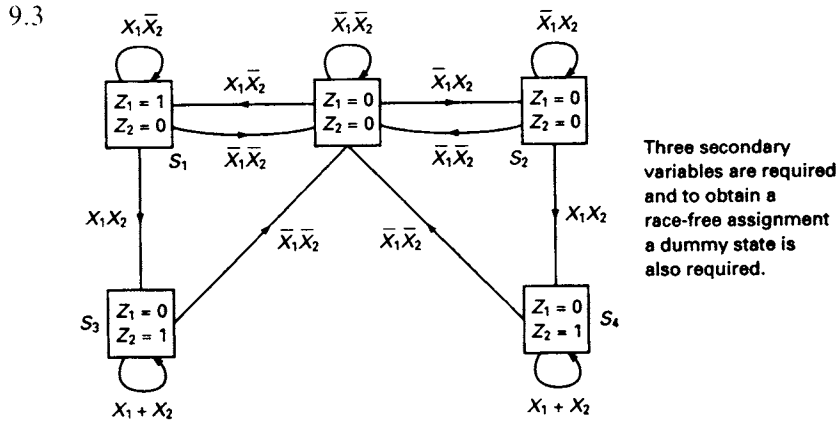 9.3
X₁X̅₂
X̅₁X̅₂
X̅₁X₂
X₁X̅₂
X̅₁X₂
Z₁ = 1
Z₂ = 0
Z₁ = 0
Z₂ = 0
Z₁ = 0
Z₂ = 0
X̅₁X̅₂
X̅₁X̅₂
S₁
S₂
Three secondary
variables are required
and to obtain a
race-free assignment
a dummy state is
also required.
X₁X₂
X₁X₂
X̅₁X̅₂
X̅₁X̅₂
S₃
Z₁ = 0
Z₂ = 1
Z₁ = 0
Z₂ = 1
S₄
X₁ + X₂
X₁ + X₂